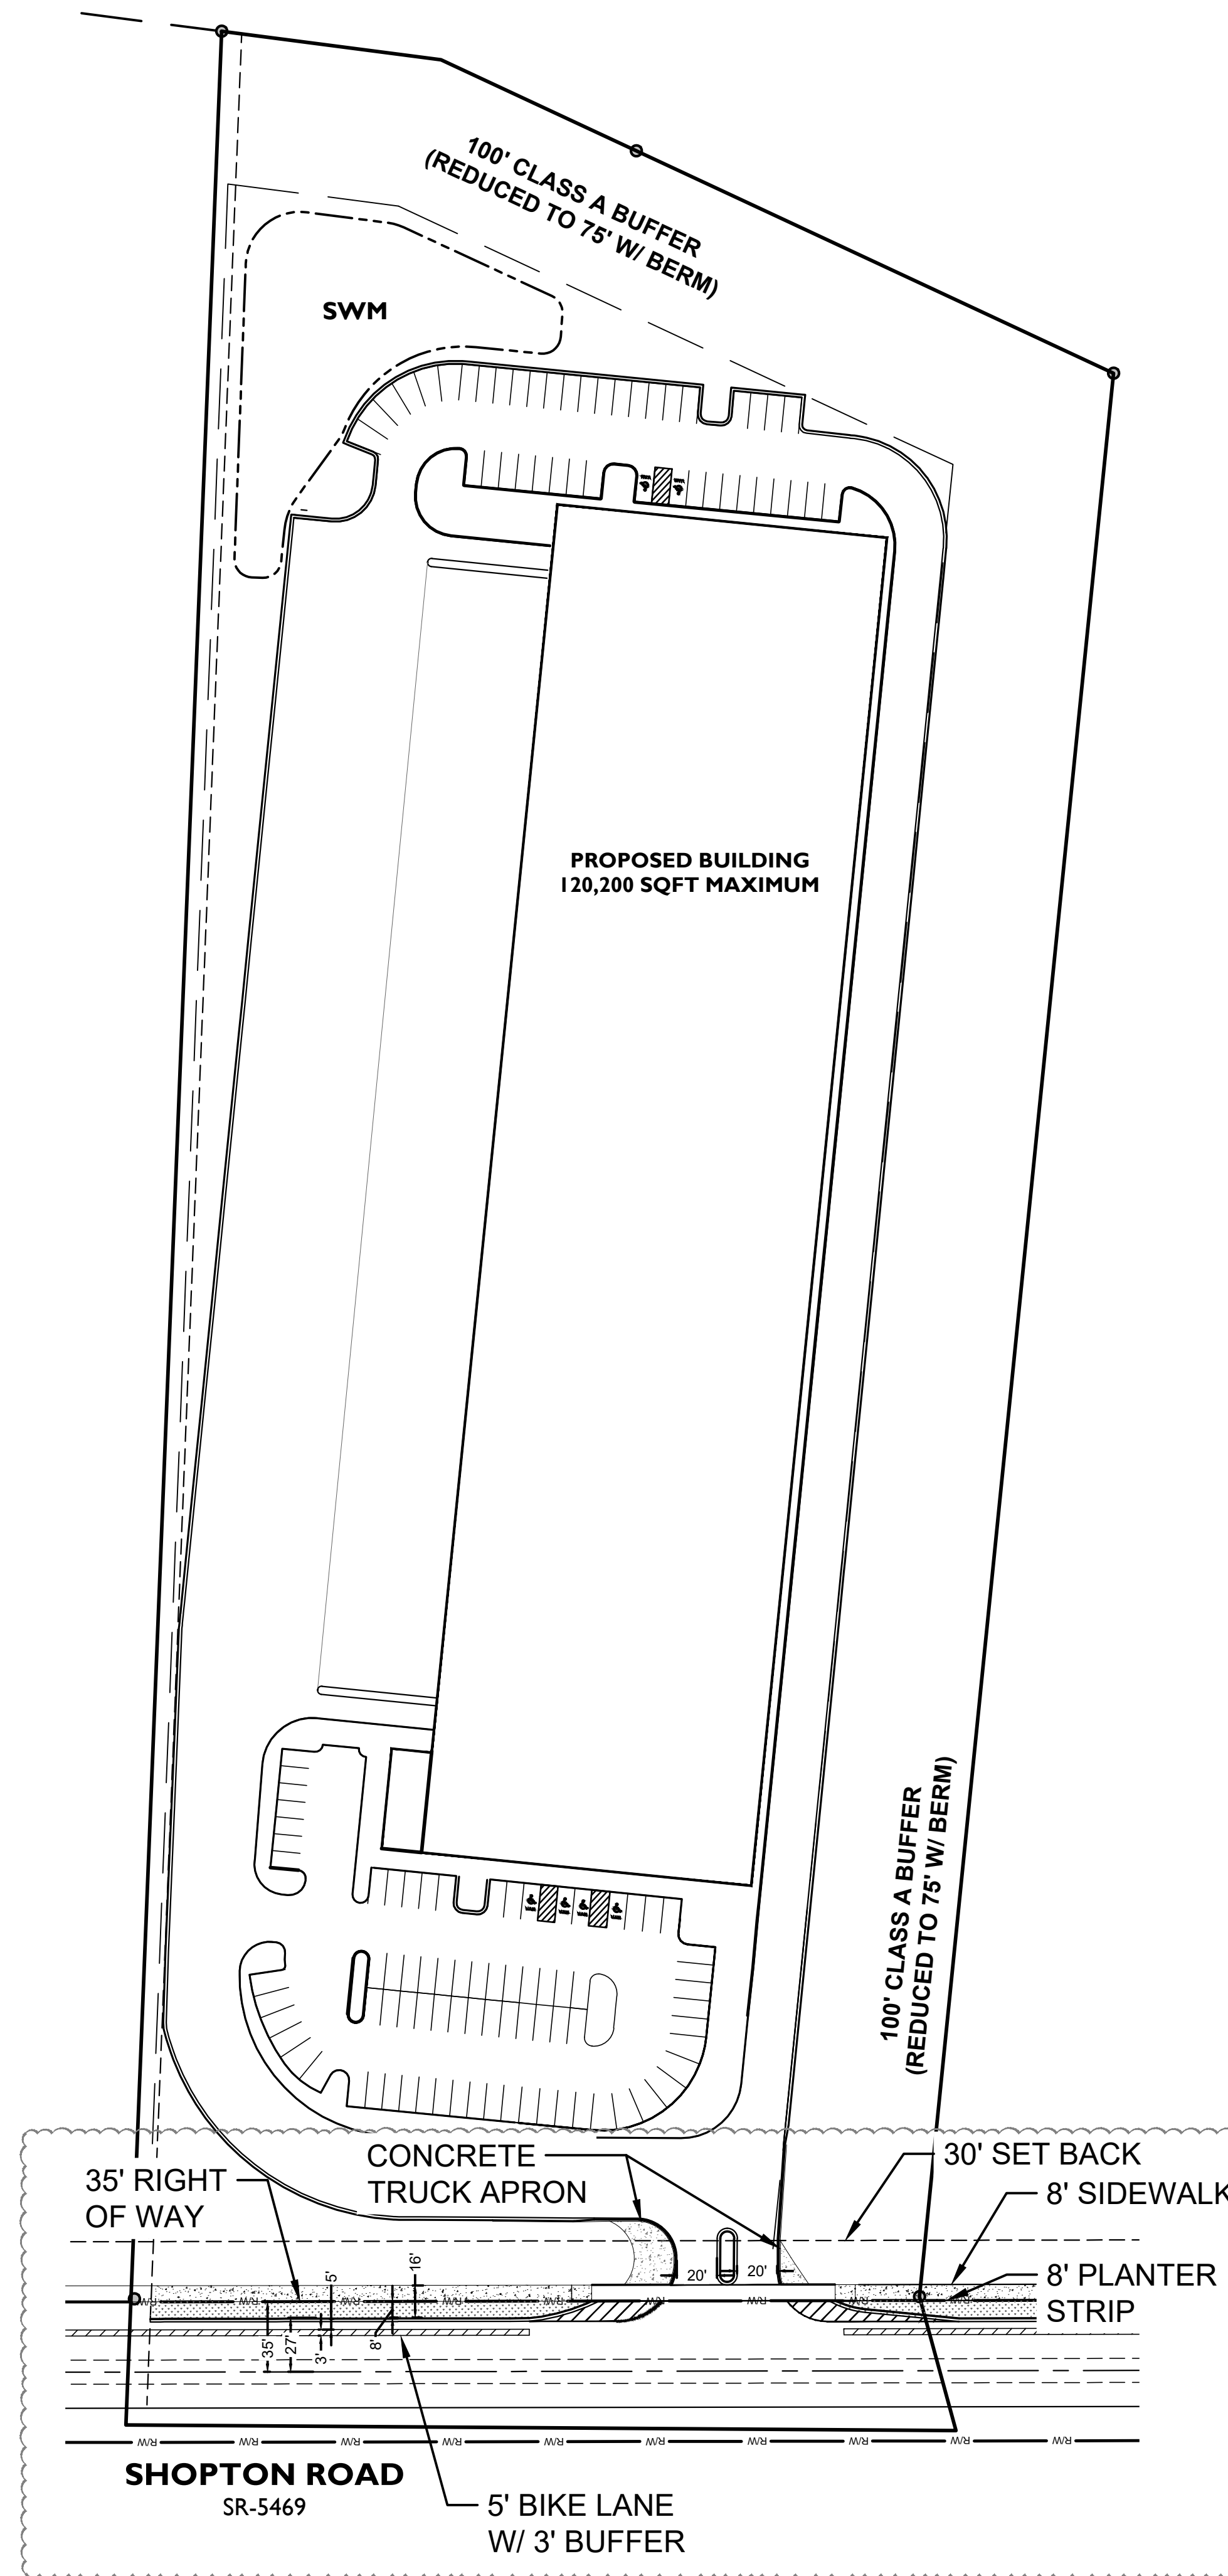 100' CLASS A BUFFER
(REDUCED TO 75' W/ BERM)
SWM
PROPOSED BUILDING
120,200 SQFT MAXIMUM
100' CLASS A BUFFER
(REDUCED TO 75' W/ BERM)
CONCRETE
TRUCK APRON
30' SET BACK
35' RIGHT
OF WAY
8' SIDEWALK
16'
5'
20'
20'
8' PLANTER
STRIP
R/W R/W R/W R/W R/W R/W R/W R/W R/W
35'
27'
3'
8'
R/W R/W R/W R/W R/W R/W R/W R/W R/W R/W
SHOPTON ROAD
SR-5469
5' BIKE LANE
W/ 3' BUFFER